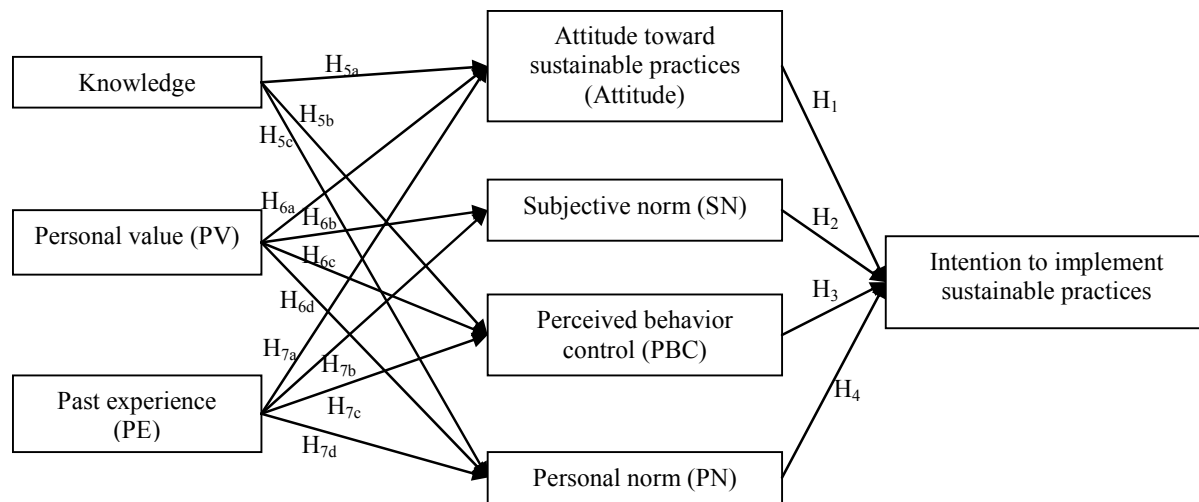 Knowledge
Personal value (PV)
Past experience
(PE)
H5a
H5b
H5c
H6a
H6b
H6c
H6d
H7a
H7b
H7c
H7d
Attitude toward
sustainable practices
(Attitude)
Subjective norm (SN)
Perceived behavior
control (PBC)
Personal norm (PN)
H1
H2
H3
H4
Intention to implement
sustainable practices